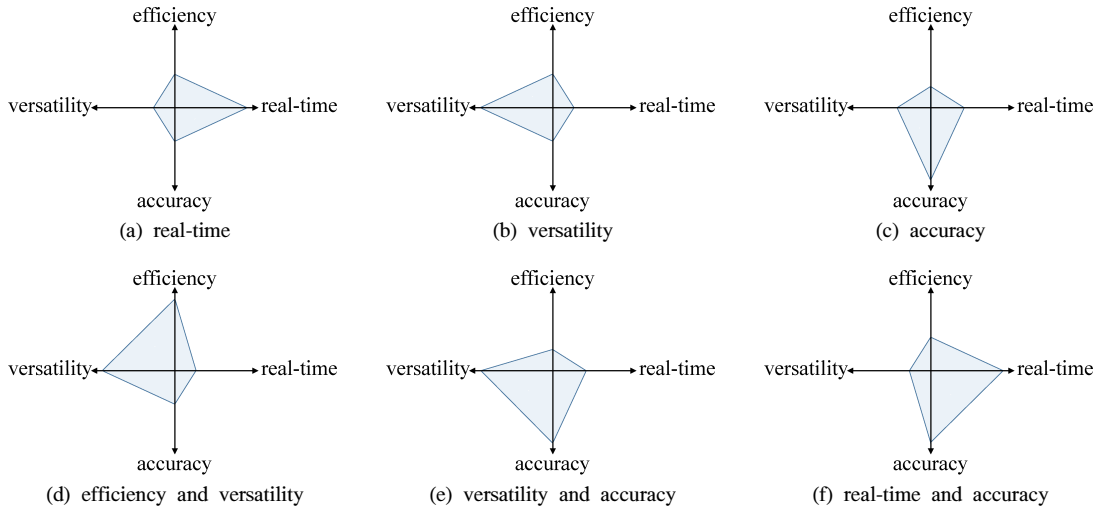 efficiency
versatility real-time
accuracy
(a) real-time
efficiency
versatility real-time
accuracy
(b) versatility
efficiency
versatility real-time
accuracy
(c) accuracy
efficiency
versatility real-time
accuracy
(d) efficiency and versatility
efficiency
versatility real-time
accuracy
(e) versatility and accuracy
efficiency
versatility real-time
accuracy
(f) real-time and accuracy